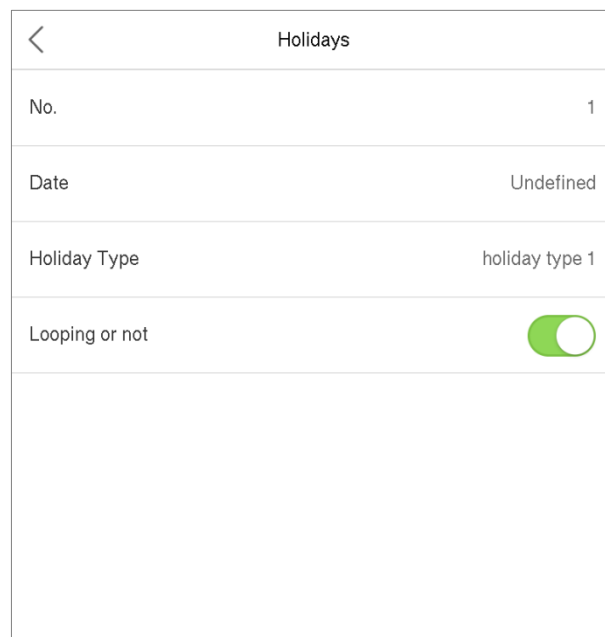 Holidays
No. 1
Date Undefined
Holiday Type holiday type 1
Looping or not